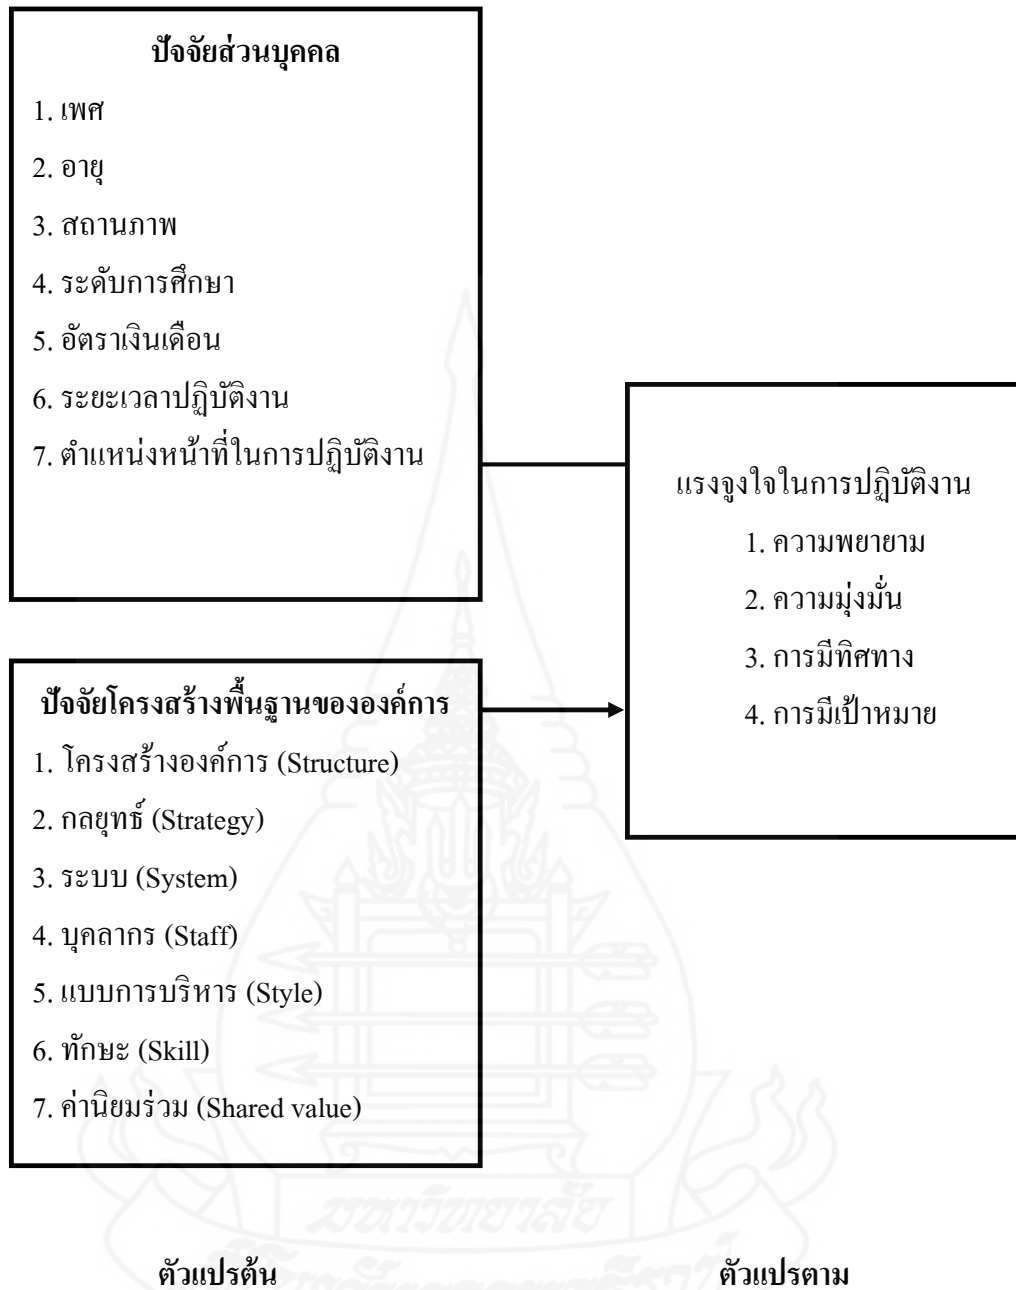 ปัจจัยส่วนบุคคล
1. เพศ
2. อายุ
3. สถานภาพ
4. ระดับการศึกษา
5. อัตราเงินเดือน
6. ระยะเวลาปฏิบัติงาน
7. ตำแหน่งหน้าที่ในการปฏิบัติงาน
แรงจูงใจในการปฏิบัติงาน
1. ความพยายาม
2. ความมุ่งมั่น
3. การมีทิศทาง
4. การมีเป้าหมาย
ปัจจัยโครงสร้างพื้นฐานขององค์การ
1. โครงสร้างองค์การ (Structure)
2. กลยุทธ์ (Strategy)
3. ระบบ (System)
4. บุคลากร (Staff)
5. แบบการบริหาร (Style)
6. ทักษะ (Skill)
7. ค่านิยมร่วม (Shared value)
มหาวิทยาลัย
ตัวแปรต้น
ตัวแปรตาม